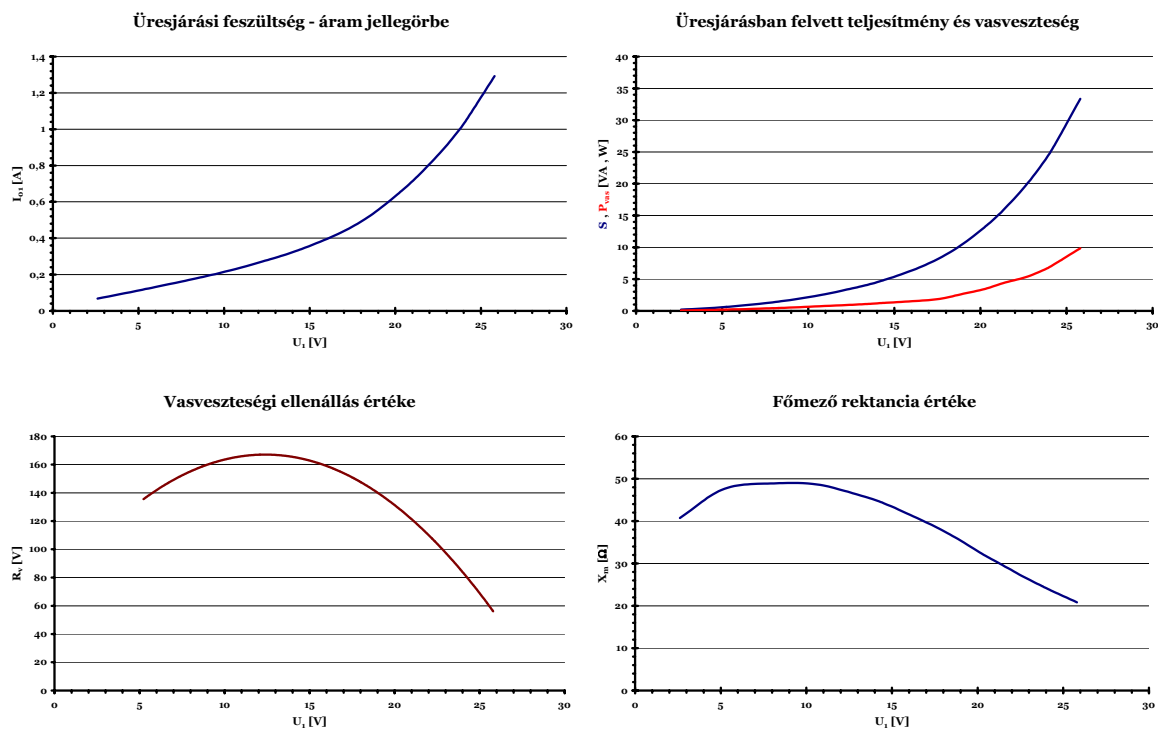 Üresjárási feszültség - áram jellegörbe
1,4
1,2
1
0,8
0,6
0,4
0,2
0
I₀₁ [A]
0 5 10 15 20 25 30
U₁ [V]
Üresjárásban felvett teljesítmény és vasveszteség
40
35
30
25
20
15
10
5
0
S , Pvas [VA , W]
0 5 10 15 20 25 30
U₁ [V]
Vasveszteségi ellenállás értéke
180
160
140
120
100
80
60
40
20
0
Rv [V]
0 5 10 15 20 25 30
U₁ [V]
Főmező rektancia értéke
60
50
40
30
20
10
0
Xm [Ω]
0 5 10 15 20 25 30
U₁ [V]